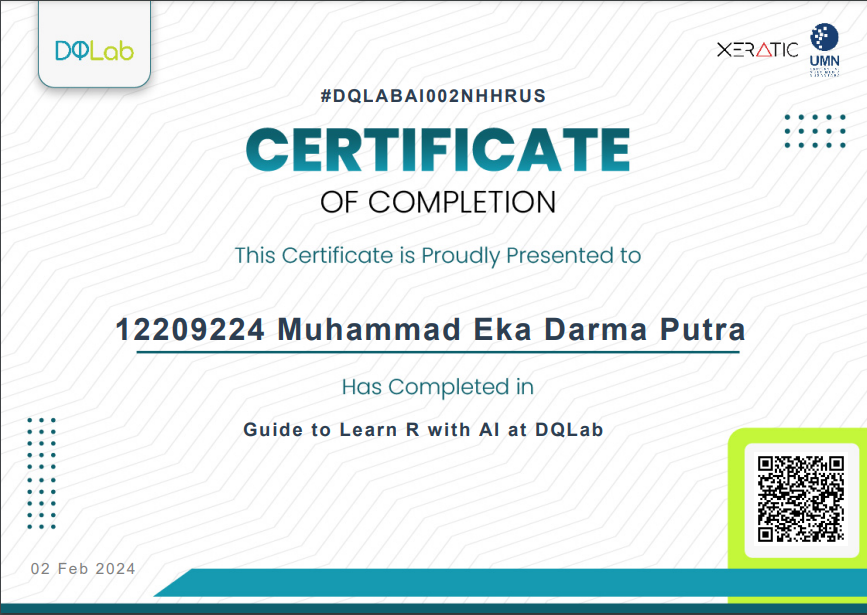 DQLab
XERATIC
UMN
#DQLABAI002NHHRUS
CERTIFICATE
OF COMPLETION
This Certificate is Proudly Presented to
12209224 Muhammad Eka Darma Putra
Has Completed in
Guide to Learn R with AI at DQLab
02 Feb 2024